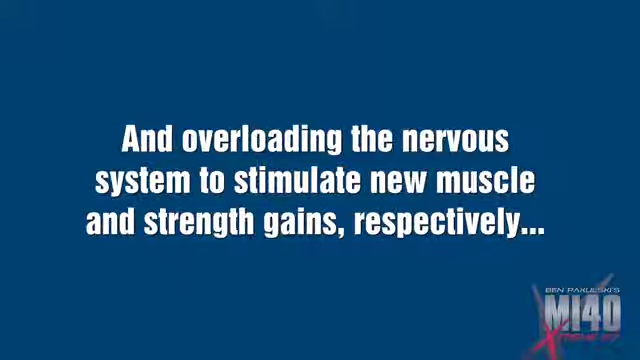 And overloading the nervous
system to stimulate new muscle
and strength gains, respectively...
BEN PAKULSKI'S
MI40